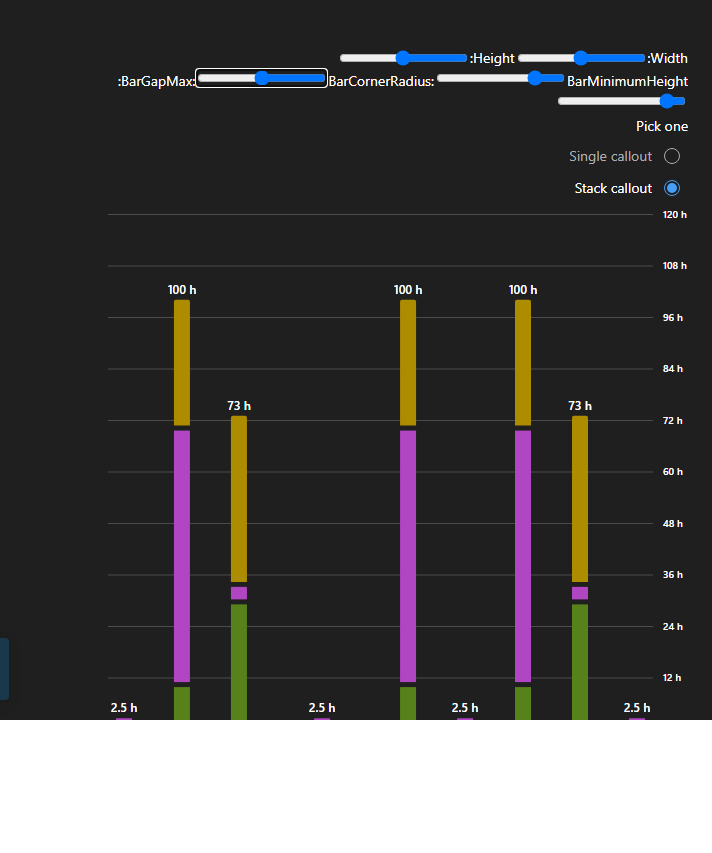 :Height :Width
:BarGapMax: BarCornerRadius: BarMinimumHeight
Pick one
Single callout
Stack callout
120 h
108 h
100 h 100 h 100 h
96 h
84 h
73 h 73 h
72 h
60 h
48 h
36 h
24 h
12 h
2.5 h 2.5 h 2.5 h 2.5 h